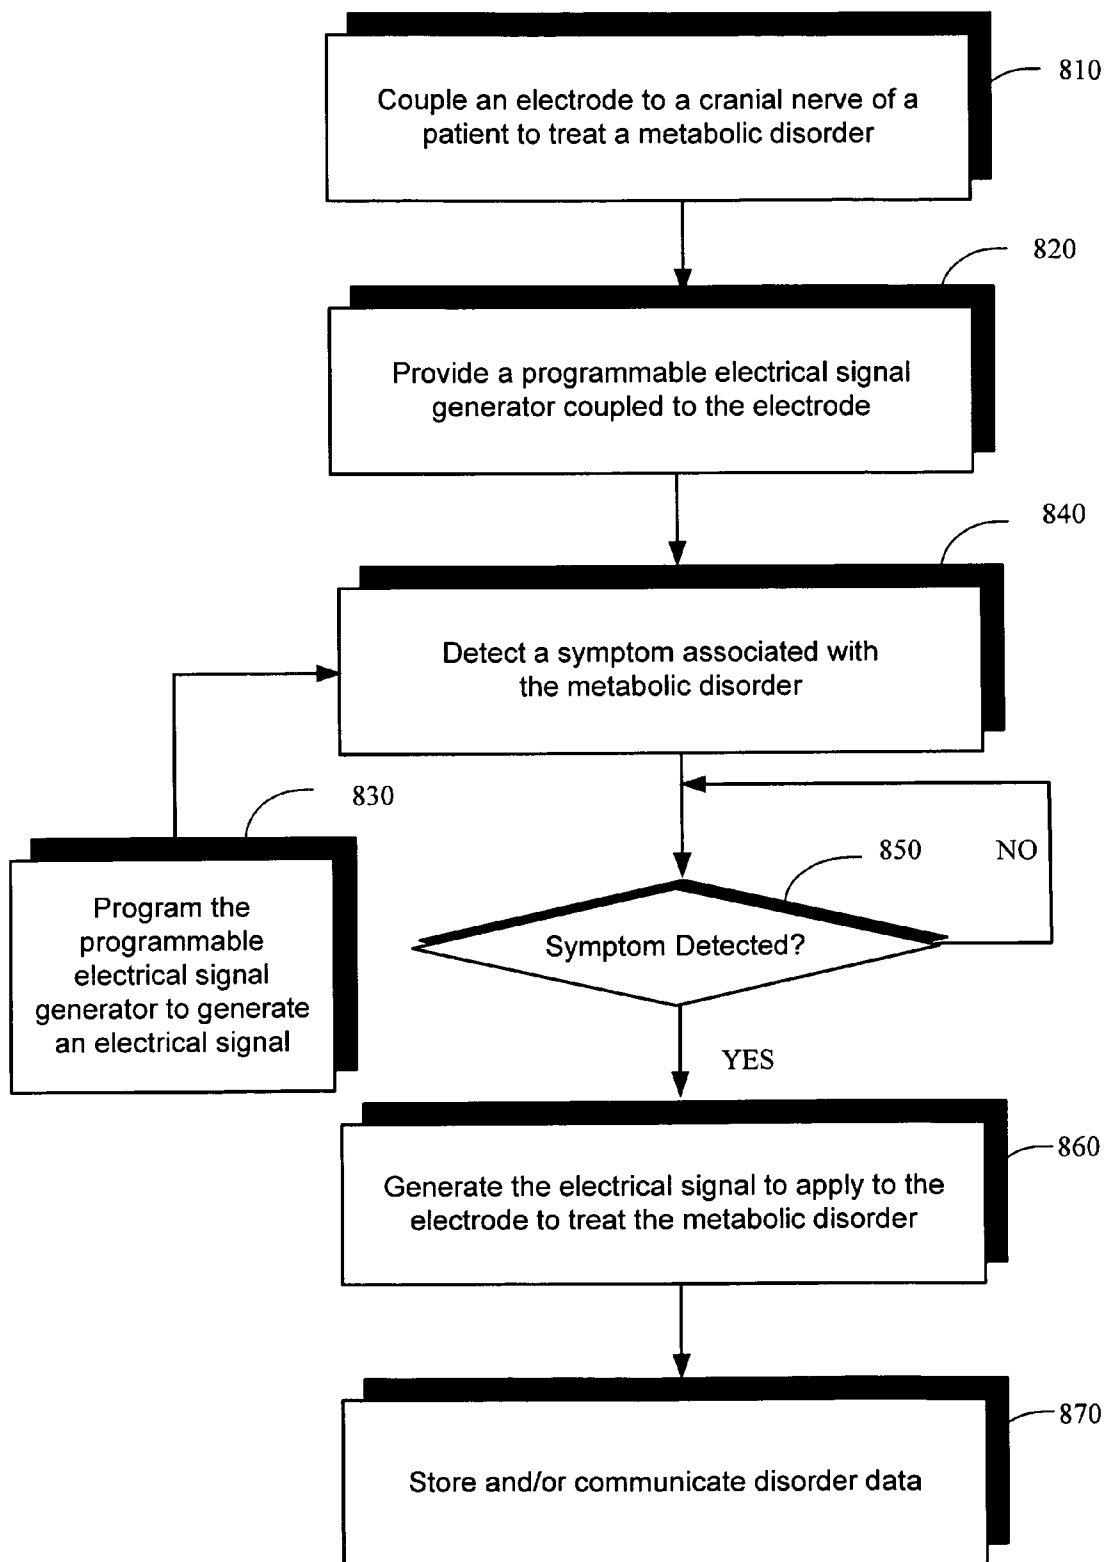 Couple an electrode to a cranial nerve of a
patient to treat a metabolic disorder
810
820
Provide a programmable electrical signal
generator coupled to the electrode
840
Detect a symptom associated with
the metabolic disorder
830
Program the
programmable
electrical signal
generator to generate
an electrical signal
850
NO
Symptom Detected?
YES
860
Generate the electrical signal to apply to the
electrode to treat the metabolic disorder
870
Store and/or communicate disorder data